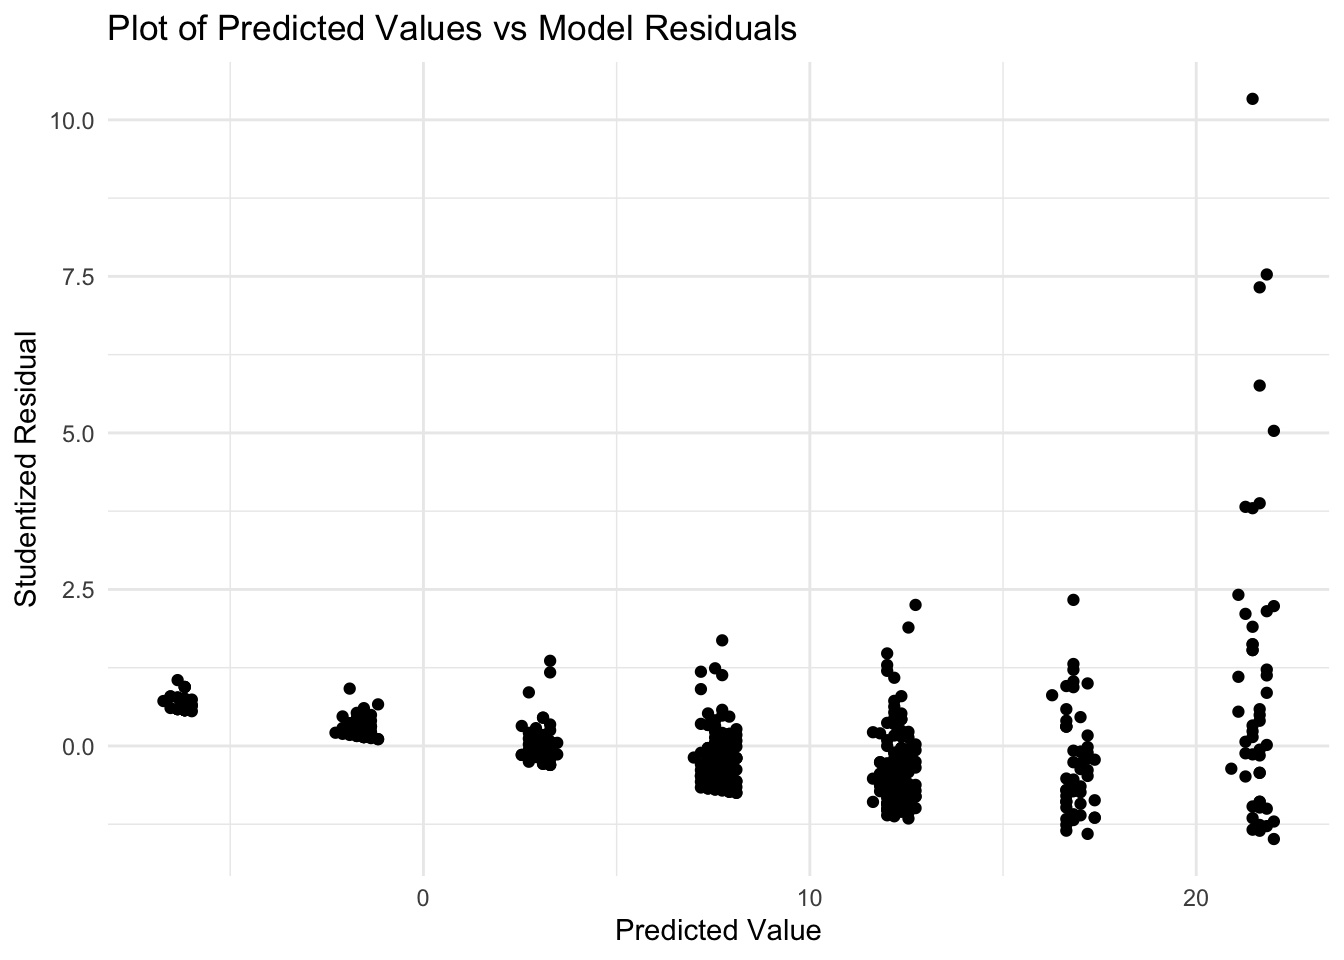 Plot of Predicted Values vs Model Residuals
10.0
7.5
5.0
2.5
0.0
Studentized Residual
0 10 20
Predicted Value